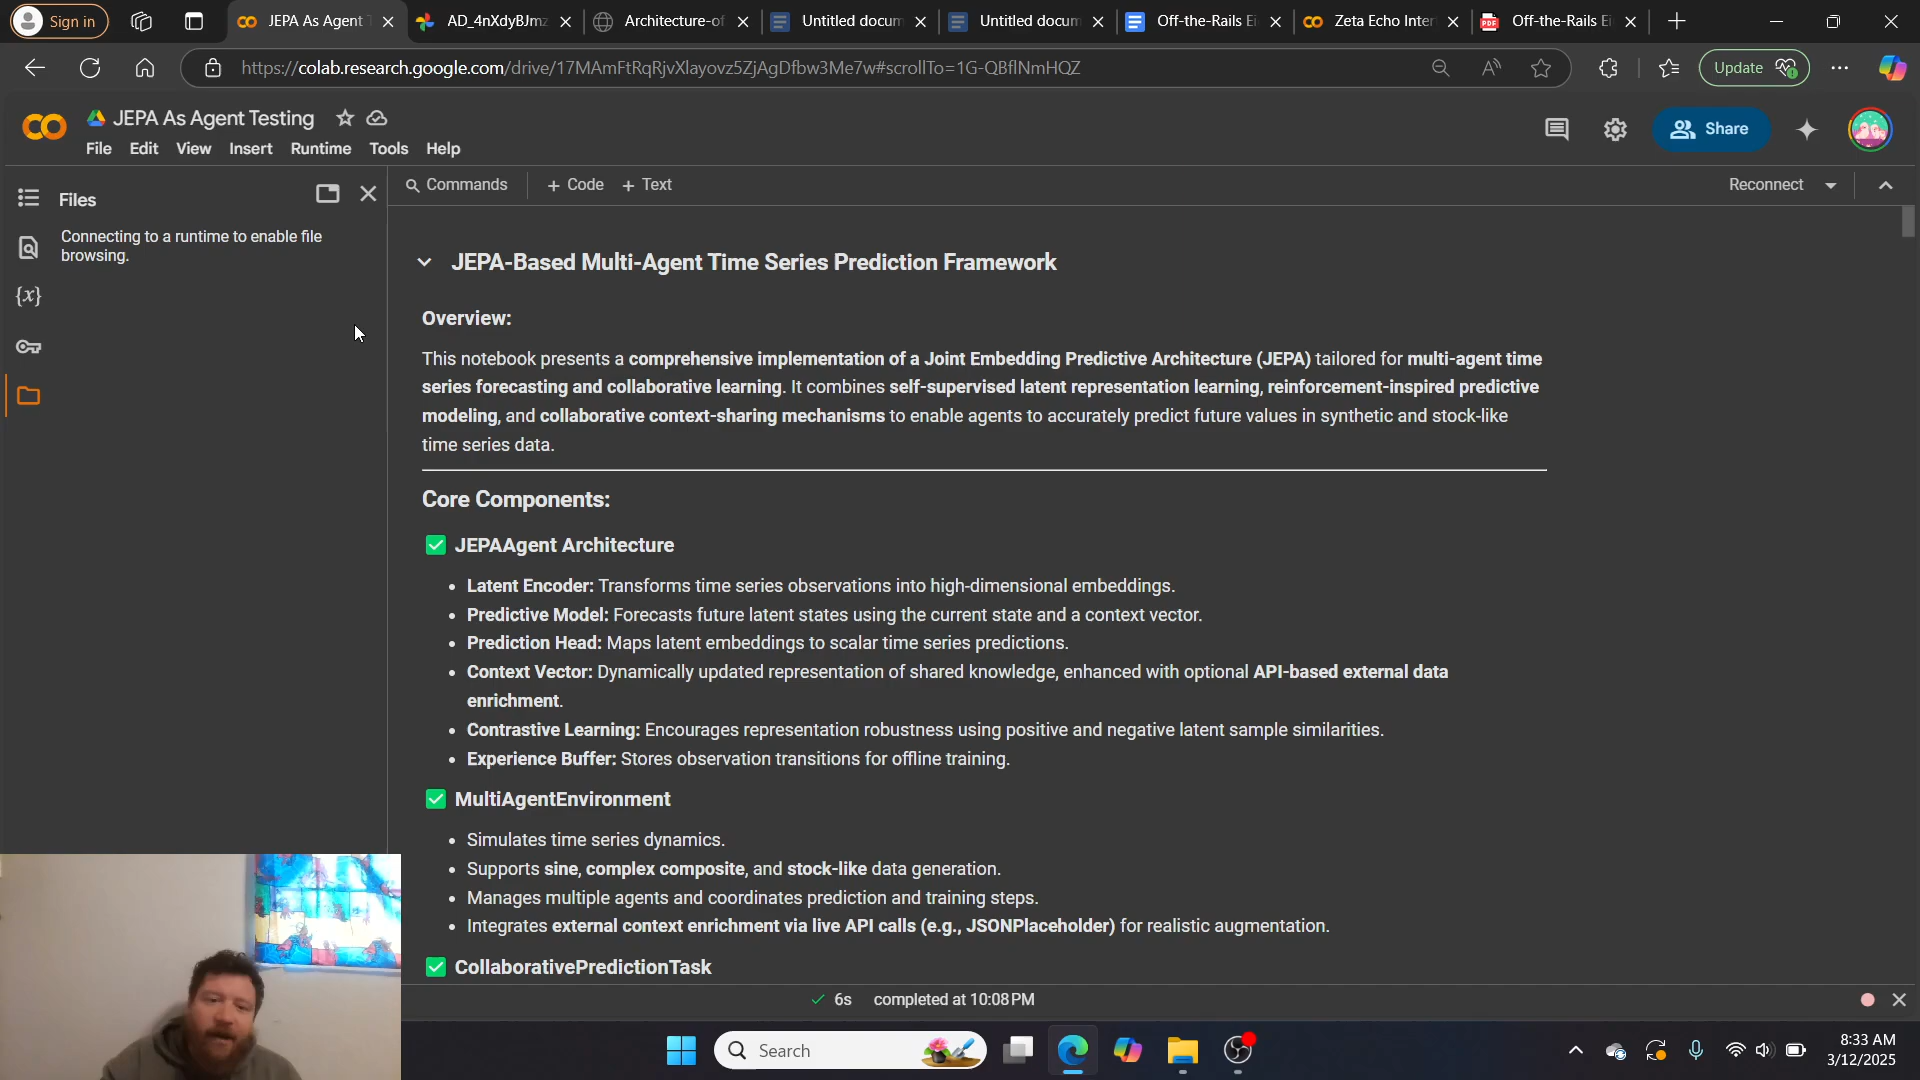 Sign in
JEPA As Agent T
AD_4nXdyBJmz
Architecture-of
Untitled docum
Untitled docum
Off-the-Rails Ei
Zeta Echo Inter
Off-the-Rails Ei
https://colab.research.google.com/drive/17MAmFtRqRjvXlayovz5ZjAgDfbw3Me7w#scrollTo=1G-QBflNmHQZ
Update
JEPA As Agent Testing
File Edit View Insert Runtime Tools Help
Share
Files
Commands + Code + Text
Reconnect
Connecting to a runtime to enable file
browsing.
{x}
JEPA-Based Multi-Agent Time Series Prediction Framework
Overview:
This notebook presents a comprehensive implementation of a Joint Embedding Predictive Architecture (JEPA) tailored for multi-agent time
series forecasting and collaborative learning. It combines self-supervised latent representation learning, reinforcement-inspired predictive
modeling, and collaborative context-sharing mechanisms to enable agents to accurately predict future values in synthetic and stock-like
time series data.
Core Components:
✅ JEPAAgent Architecture
• Latent Encoder: Transforms time series observations into high-dimensional embeddings.
• Predictive Model: Forecasts future latent states using the current state and a context vector.
• Prediction Head: Maps latent embeddings to scalar time series predictions.
• Context Vector: Dynamically updated representation of shared knowledge, enhanced with optional API-based external data
enrichment.
• Contrastive Learning: Encourages representation robustness using positive and negative latent sample similarities.
• Experience Buffer: Stores observation transitions for offline training.
✅ MultiAgentEnvironment
• Simulates time series dynamics.
• Supports sine, complex composite, and stock-like data generation.
• Manages multiple agents and coordinates prediction and training steps.
• Integrates external context enrichment via live API calls (e.g., JSONPlaceholder) for realistic augmentation.
✅ CollaborativePredictionTask
✓ 6s completed at 10:08 PM
Search
8:33 AM
3/12/2025